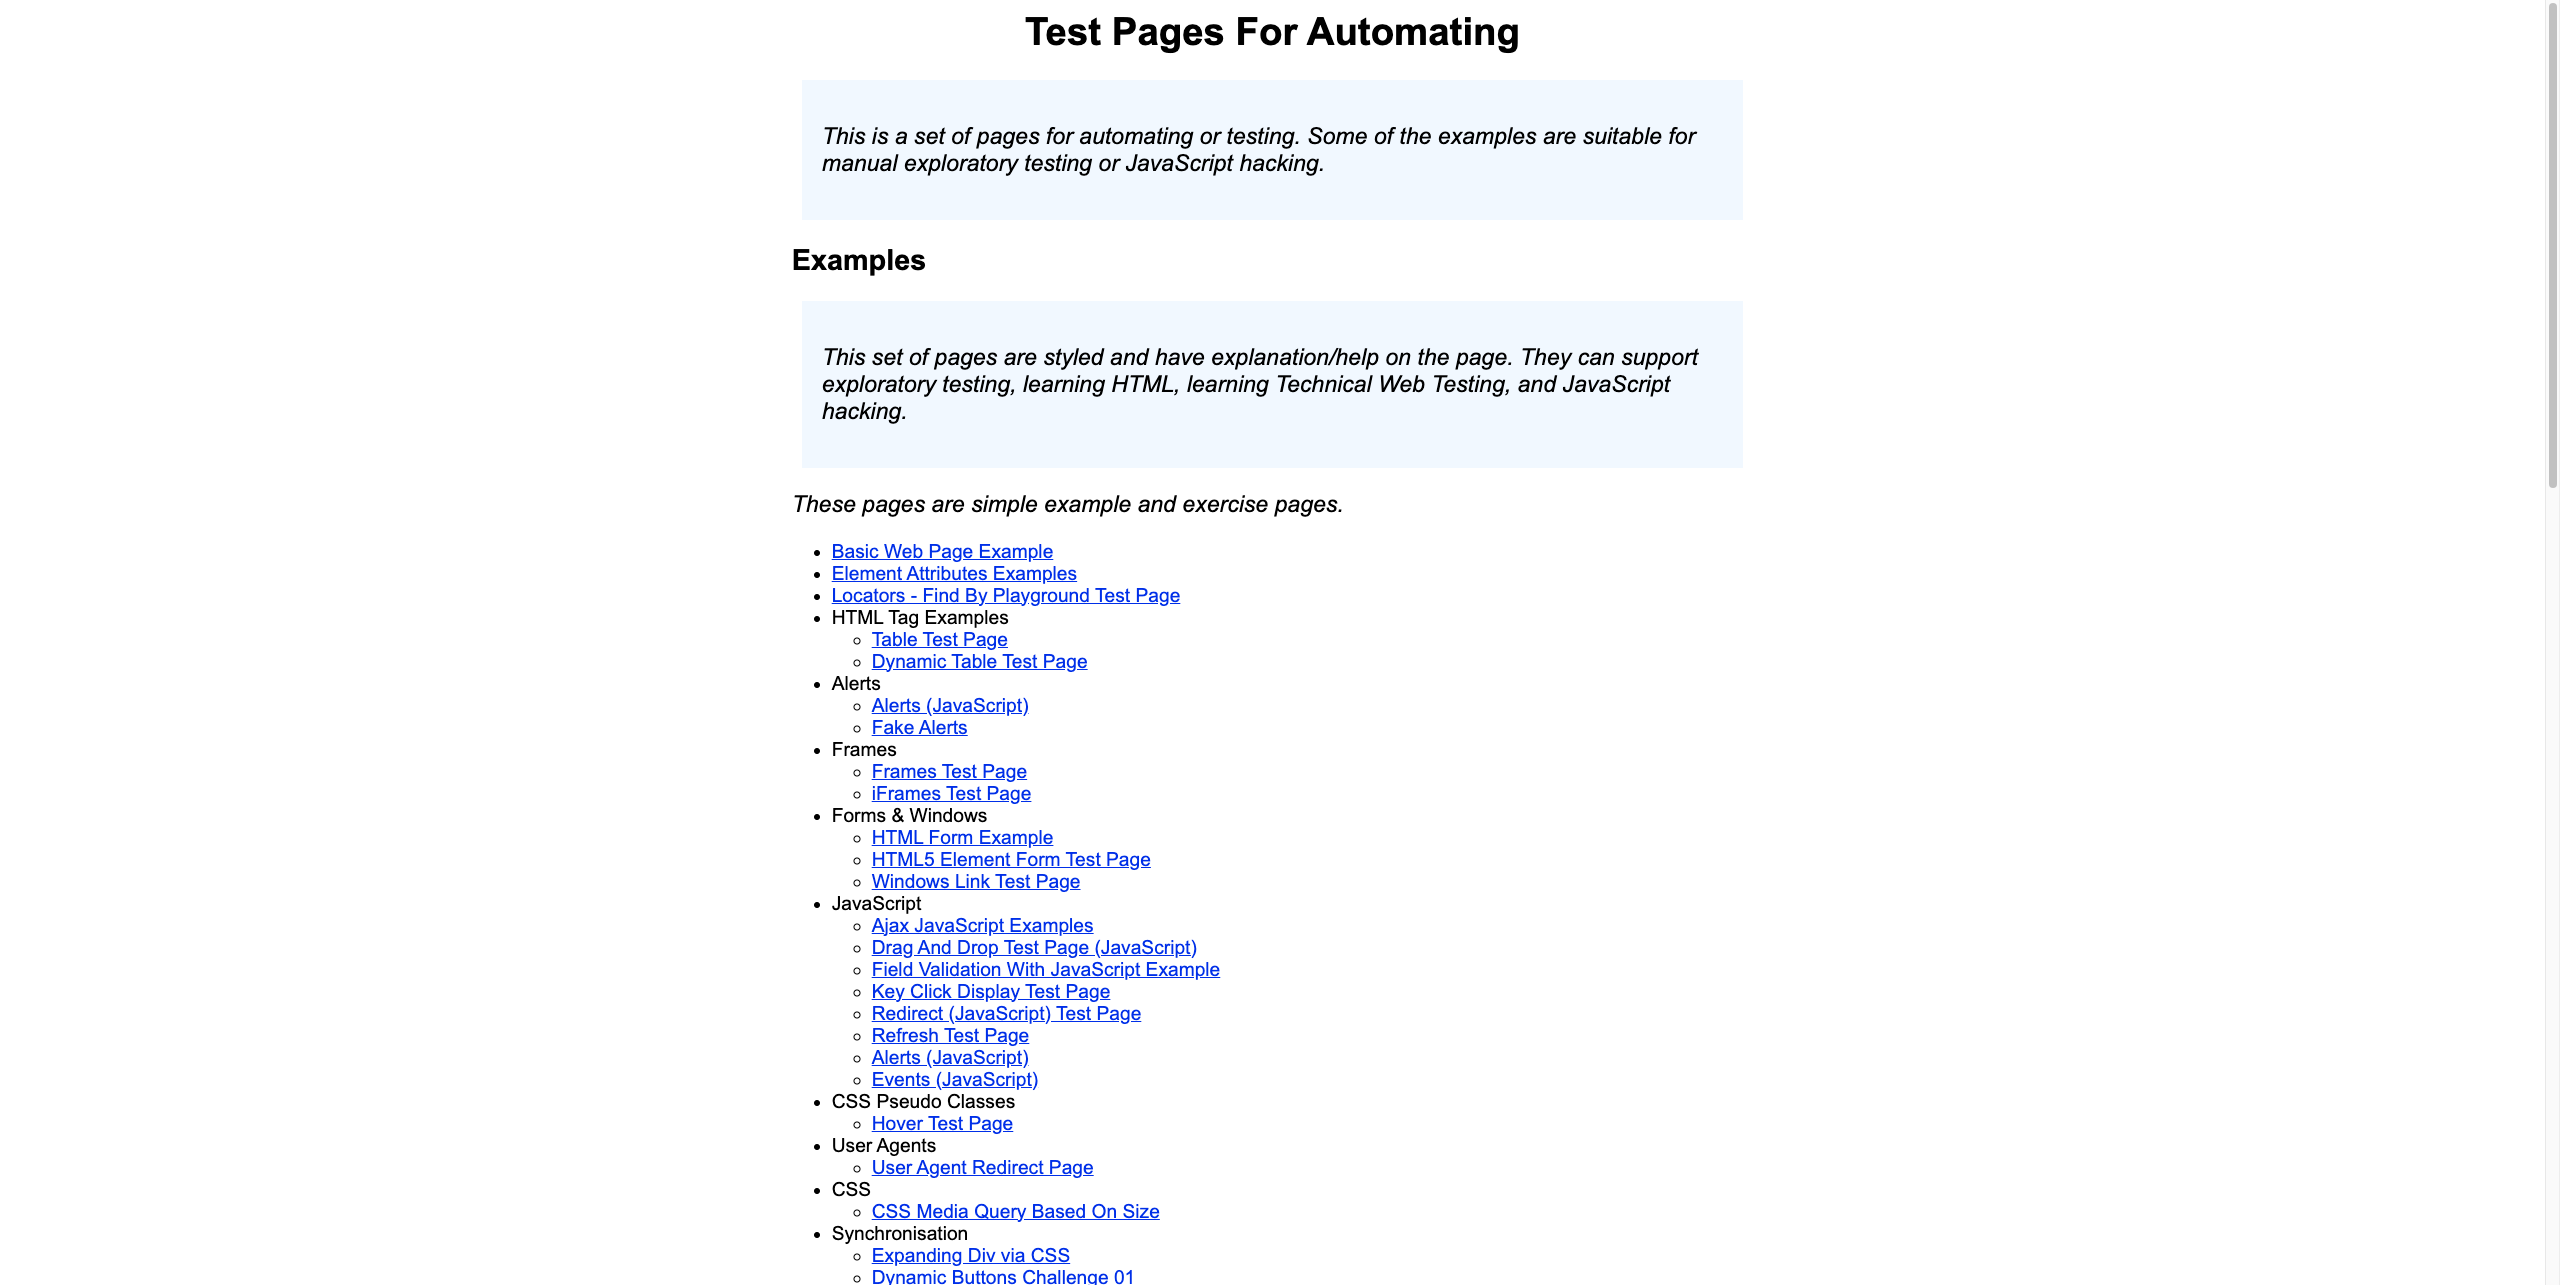 Test Pages For Automating
This is a set of pages for automating or testing. Some of the examples are suitable for
manual exploratory testing or JavaScript hacking.
Examples
This set of pages are styled and have explanation/help on the page. They can support
exploratory testing, learning HTML, learning Technical Web Testing, and JavaScript
hacking.
These pages are simple example and exercise pages.
Basic Web Page Example
Element Attributes Examples
Locators - Find By Playground Test Page
HTML Tag Examples
Table Test Page
Dynamic Table Test Page
Alerts
Alerts (JavaScript)
Fake Alerts
Frames
Frames Test Page
iFrames Test Page
Forms & Windows
HTML Form Example
HTML5 Element Form Test Page
Windows Link Test Page
JavaScript
Ajax JavaScript Examples
Drag And Drop Test Page (JavaScript)
Field Validation With JavaScript Example
Key Click Display Test Page
Redirect (JavaScript) Test Page
Refresh Test Page
Alerts (JavaScript)
Events (JavaScript)
CSS Pseudo Classes
Hover Test Page
User Agents
User Agent Redirect Page
CSS
CSS Media Query Based On Size
Synchronisation
Expanding Div via CSS
Dynamic Buttons Challenge 01